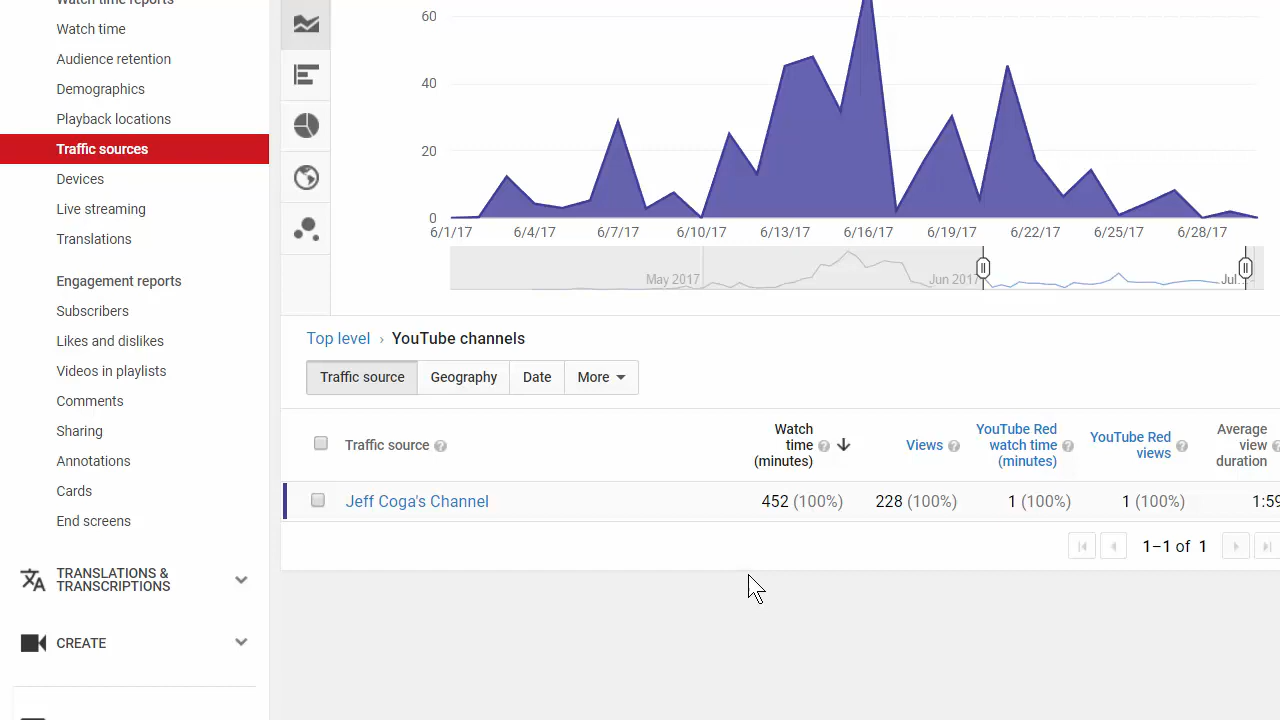 Watch time reports
Watch time
Audience retention
Demographics
Playback locations
Traffic sources
Devices
Live streaming
Translations
Engagement reports
Subscribers
Likes and dislikes
Videos in playlists
Comments
Sharing
Annotations
Cards
End screens
TRANSLATIONS &
TRANSCRIPTIONS
CREATE
60
40
20
0
6/1/17 6/4/17 6/7/17 6/10/17 6/13/17 6/16/17 6/19/17 6/22/17 6/25/17 6/28/17
May 2017 Jun 2017 Jul...
Top level › YouTube channels
Traffic source Geography Date More
Traffic source ?
Watch
time ?
(minutes)
Views ?
YouTube Red
watch time ?
(minutes)
YouTube Red
views ?
Average
view
duration
Jeff Coga's Channel 452 (100%) 228 (100%) 1 (100%) 1 (100%) 1:59
1–1 of 1